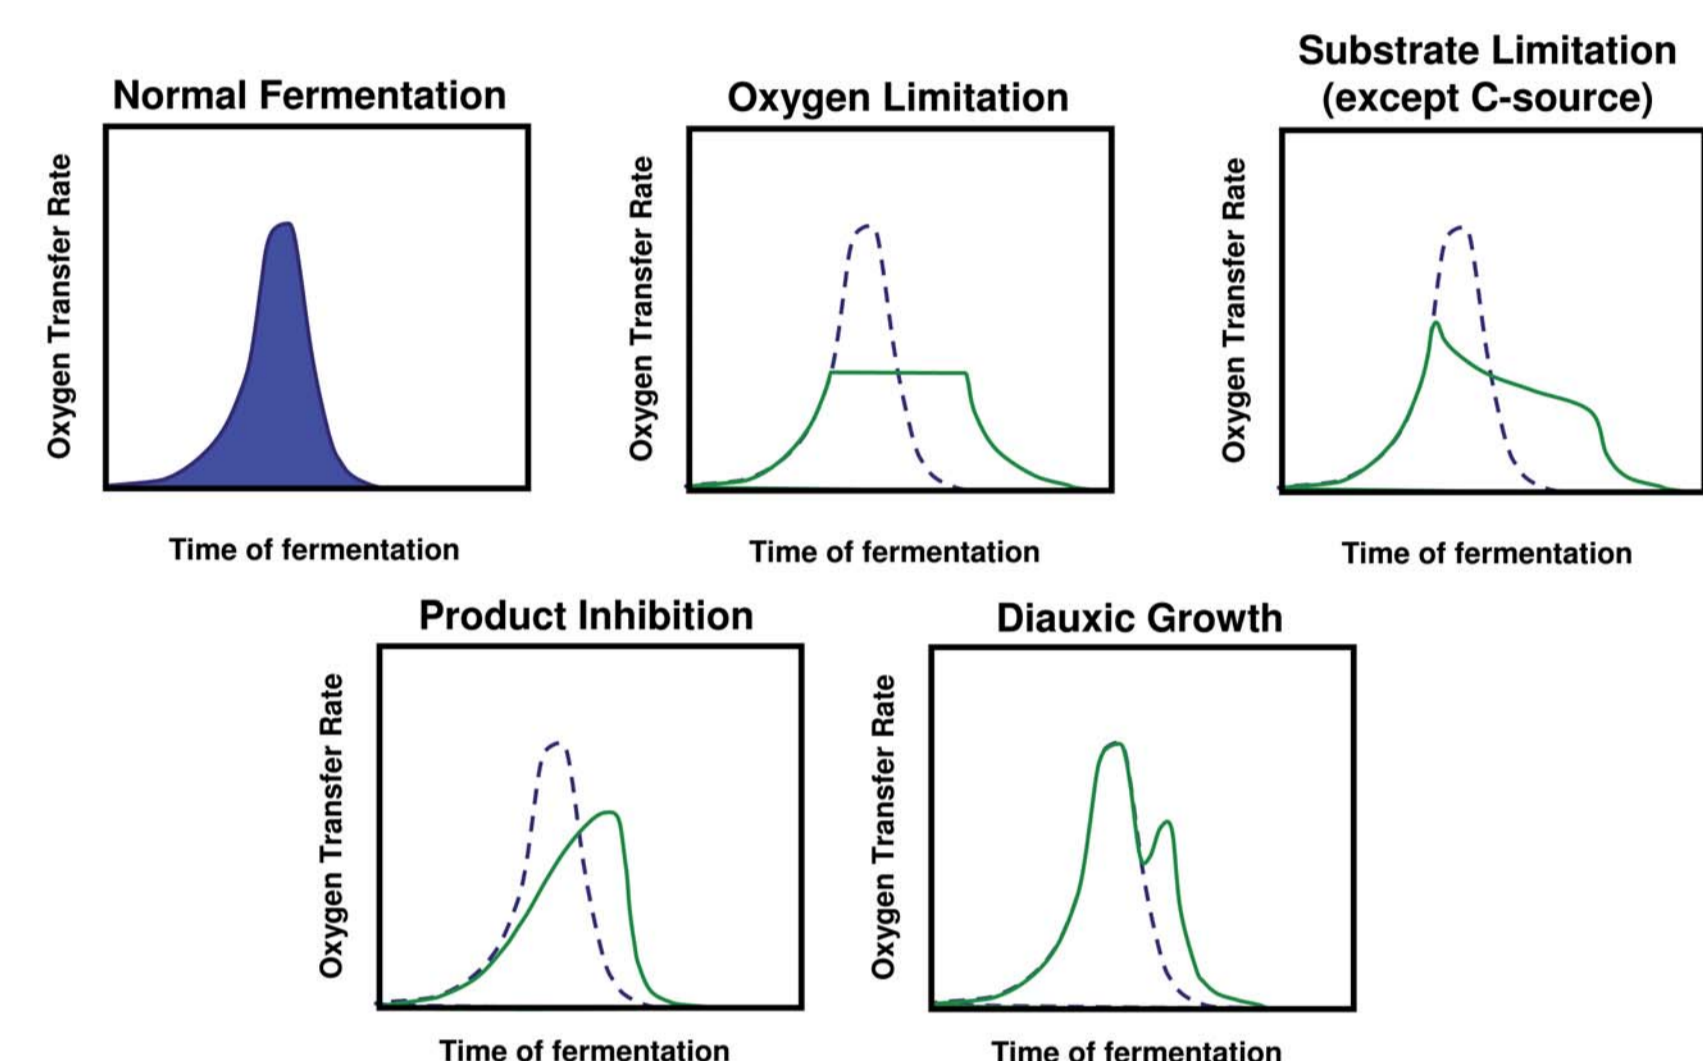 Normal Fermentation
Oxygen Transfer Rate
Time of fermentation
Oxygen Limitation
Oxygen Transfer Rate
Time of fermentation
Substrate Limitation
(except C-source)
Oxygen Transfer Rate
Time of fermentation
Product Inhibition
Oxygen Transfer Rate
Time of fermentation
Diauxic Growth
Oxygen Transfer Rate
Time of fermentation